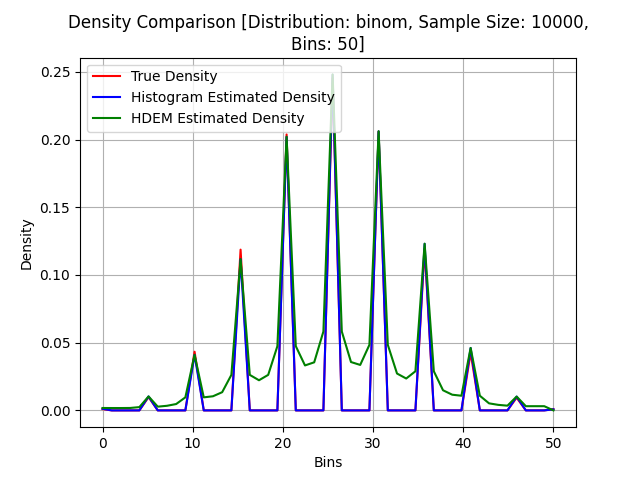 Density Comparison [Distribution: binom, Sample Size: 10000,
Bins: 50]
True Density
Histogram Estimated Density
HDEM Estimated Density
Density
0.25
0.20
0.15
0.10
0.05
0.00
0 10 20 30 40 50
Bins